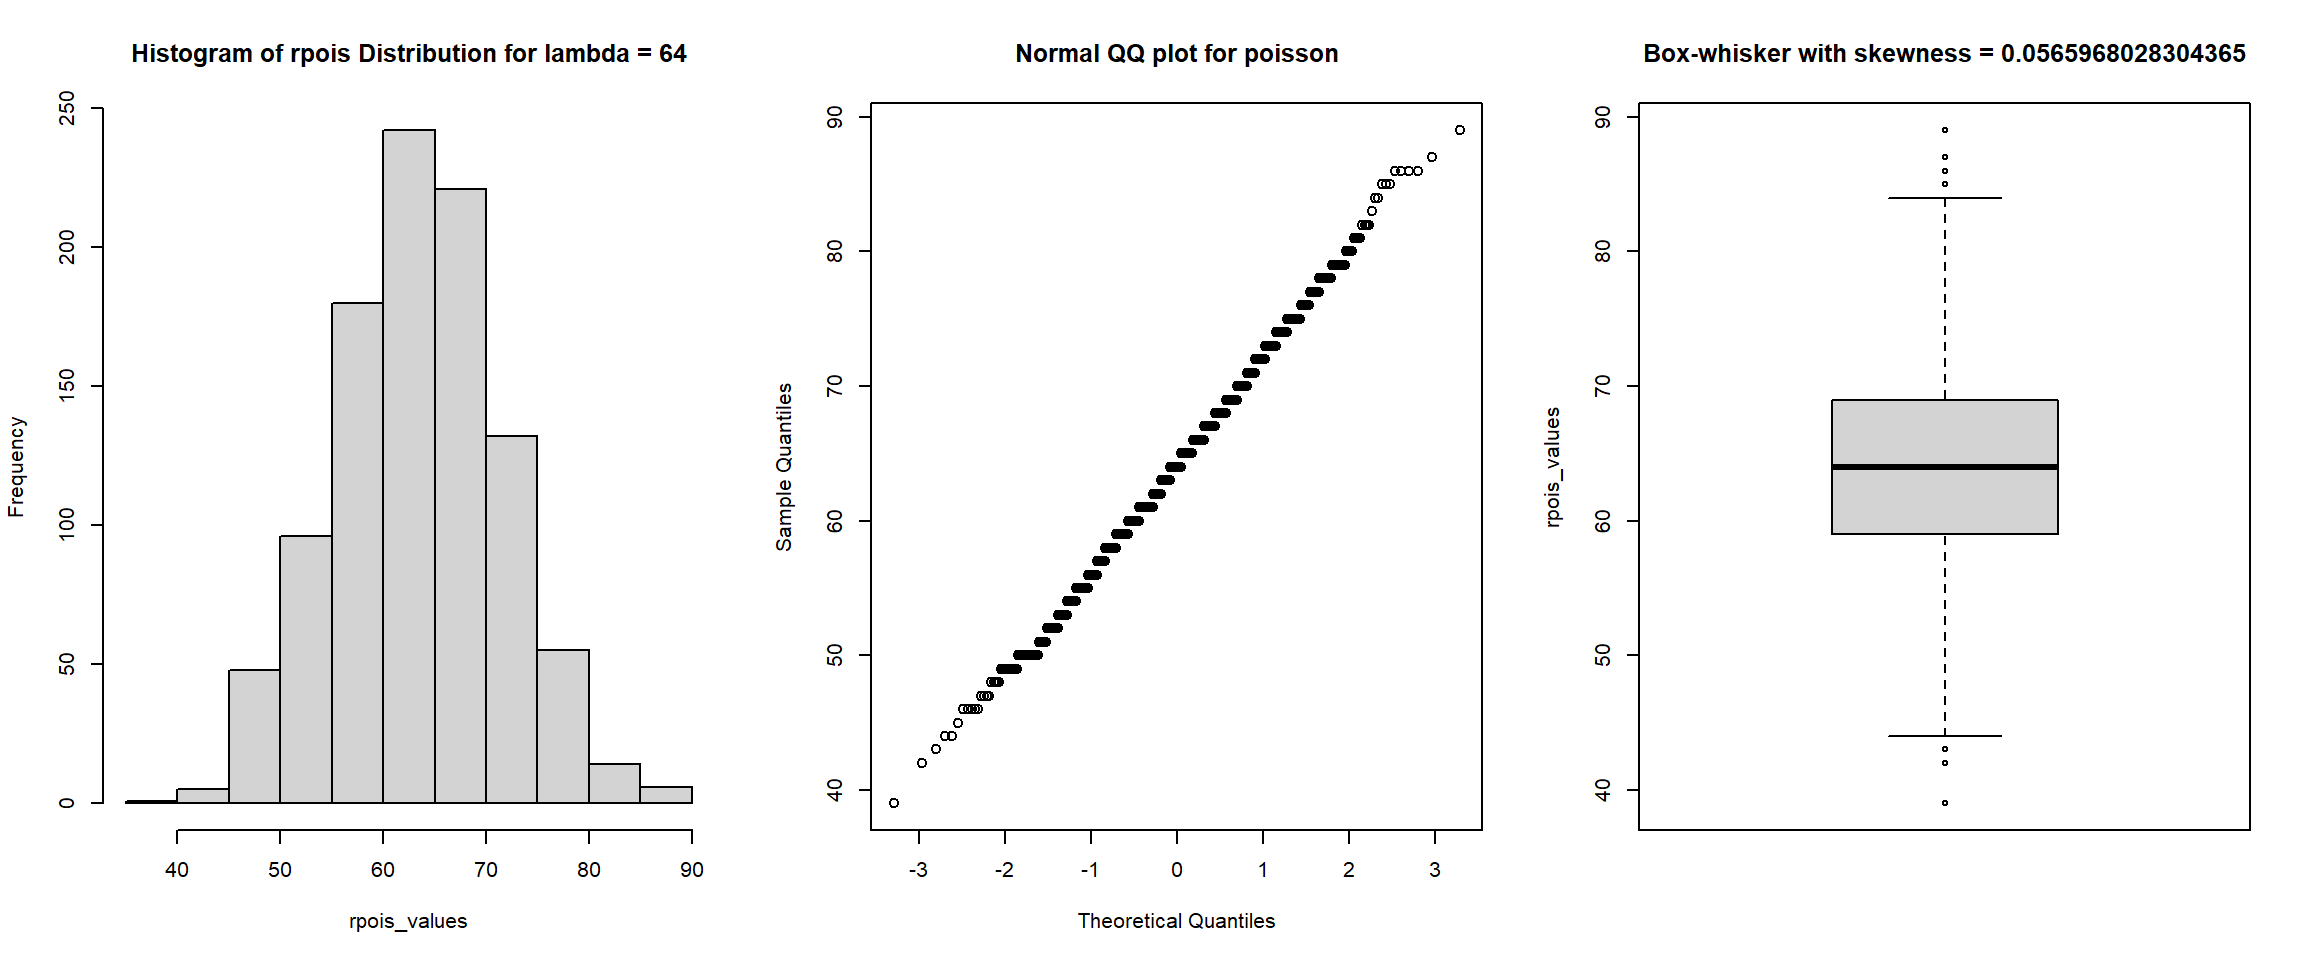 Histogram of rpois Distribution for lambda = 64
Frequency
250
200
150
100
50
0
40 50 60 70 80 90
rpois_values
Normal QQ plot for poisson
Sample Quantiles
90
80
70
60
50
40
-3 -2 -1 0 1 2 3
Theoretical Quantiles
Box-whisker with skewness = 0.0565968028304365
rpois_values
90
80
70
60
50
40